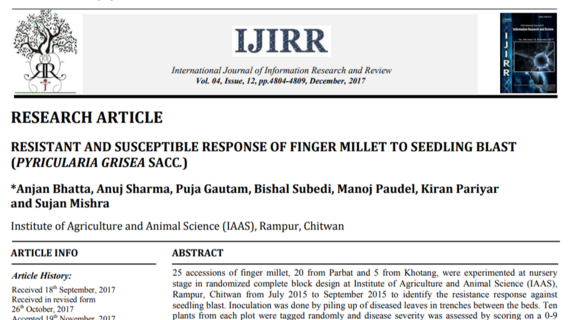 IJIRR
International Journal of Information Research and Review
Vol. 04, Issue, 12, pp.4804-4809, December, 2017
IJIRR
RESEARCH ARTICLE
RESISTANT AND SUSCEPTIBLE RESPONSE OF FINGER MILLET TO SEEDLING BLAST
(PYRICULARIA GRISEA SACC.)
*Anjan Bhatta, Anuj Sharma, Puja Gautam, Bishal Subedi, Manoj Paudel, Kiran Pariyar
and Sujan Mishra
Institute of Agriculture and Animal Science (IAAS), Rampur, Chitwan
ARTICLE INFO
Article History:
Received 18th September, 2017
Received in revised form
26th October, 2017
Accepted 19th November, 2017
ABSTRACT
25 accessions of finger millet, 20 from Parbat and 5 from Khotang, were experimented at nursery
stage in randomized complete block design at Institute of Agriculture and Animal Science (IAAS),
Rampur, Chitwan from July 2015 to September 2015 to identify the resistance response against
seedling blast. Inoculation was done by piling up of diseased leaves in trenches between the beds. Ten
plants from each plot were tagged randomly and disease severity was assessed by scoring on a 0-9